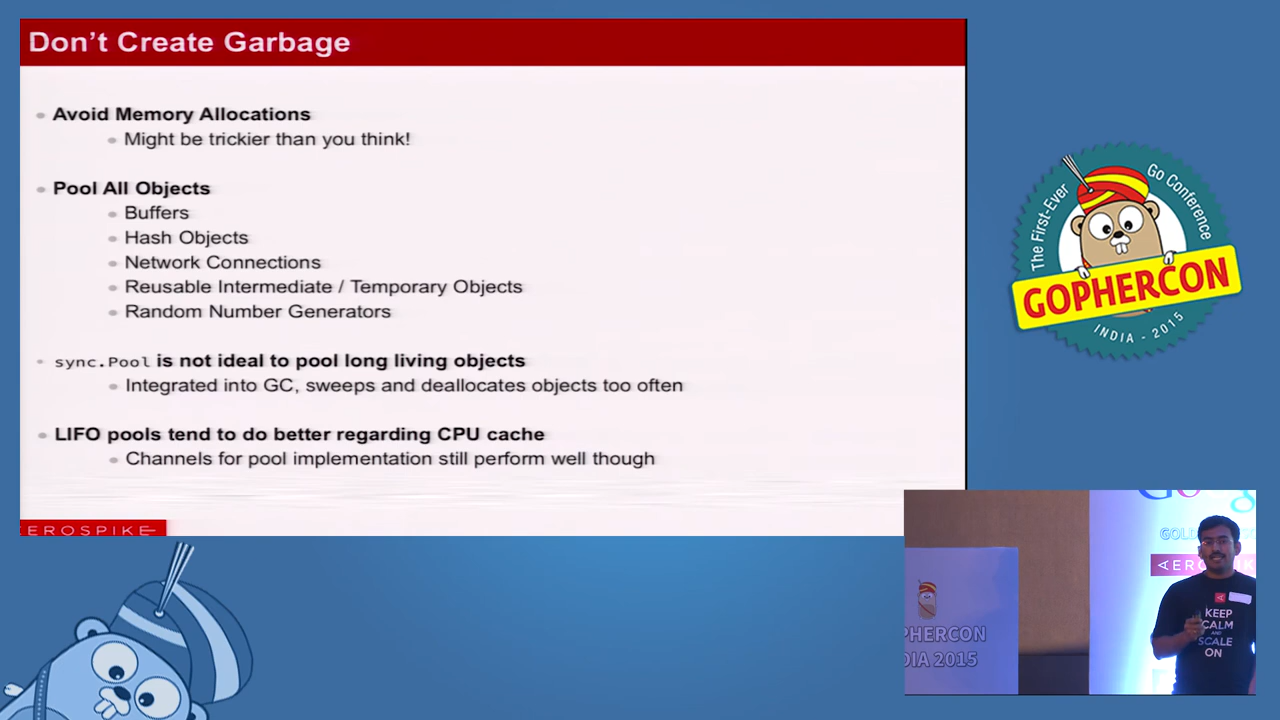 Don't Create Garbage
Avoid Memory Allocations
Might be trickier than you think!
Pool All Objects
Buffers
Hash Objects
Network Connections
Reusable Intermediate / Temporary Objects
Random Number Generators
sync.Pool is not ideal to pool long living objects
Integrated into GC, sweeps and deallocates objects too often
LIFO pools tend to do better regarding CPU cache
Channels for pool implementation still perform well though
EROSPIKE
The First-Ever
Go Conference
GOPHERCON
INDIA - 2015
Goog
GOL
AEROSPIK
PHERCON
DIA 2015
KEEP
CALM
AND
SCALE
ON